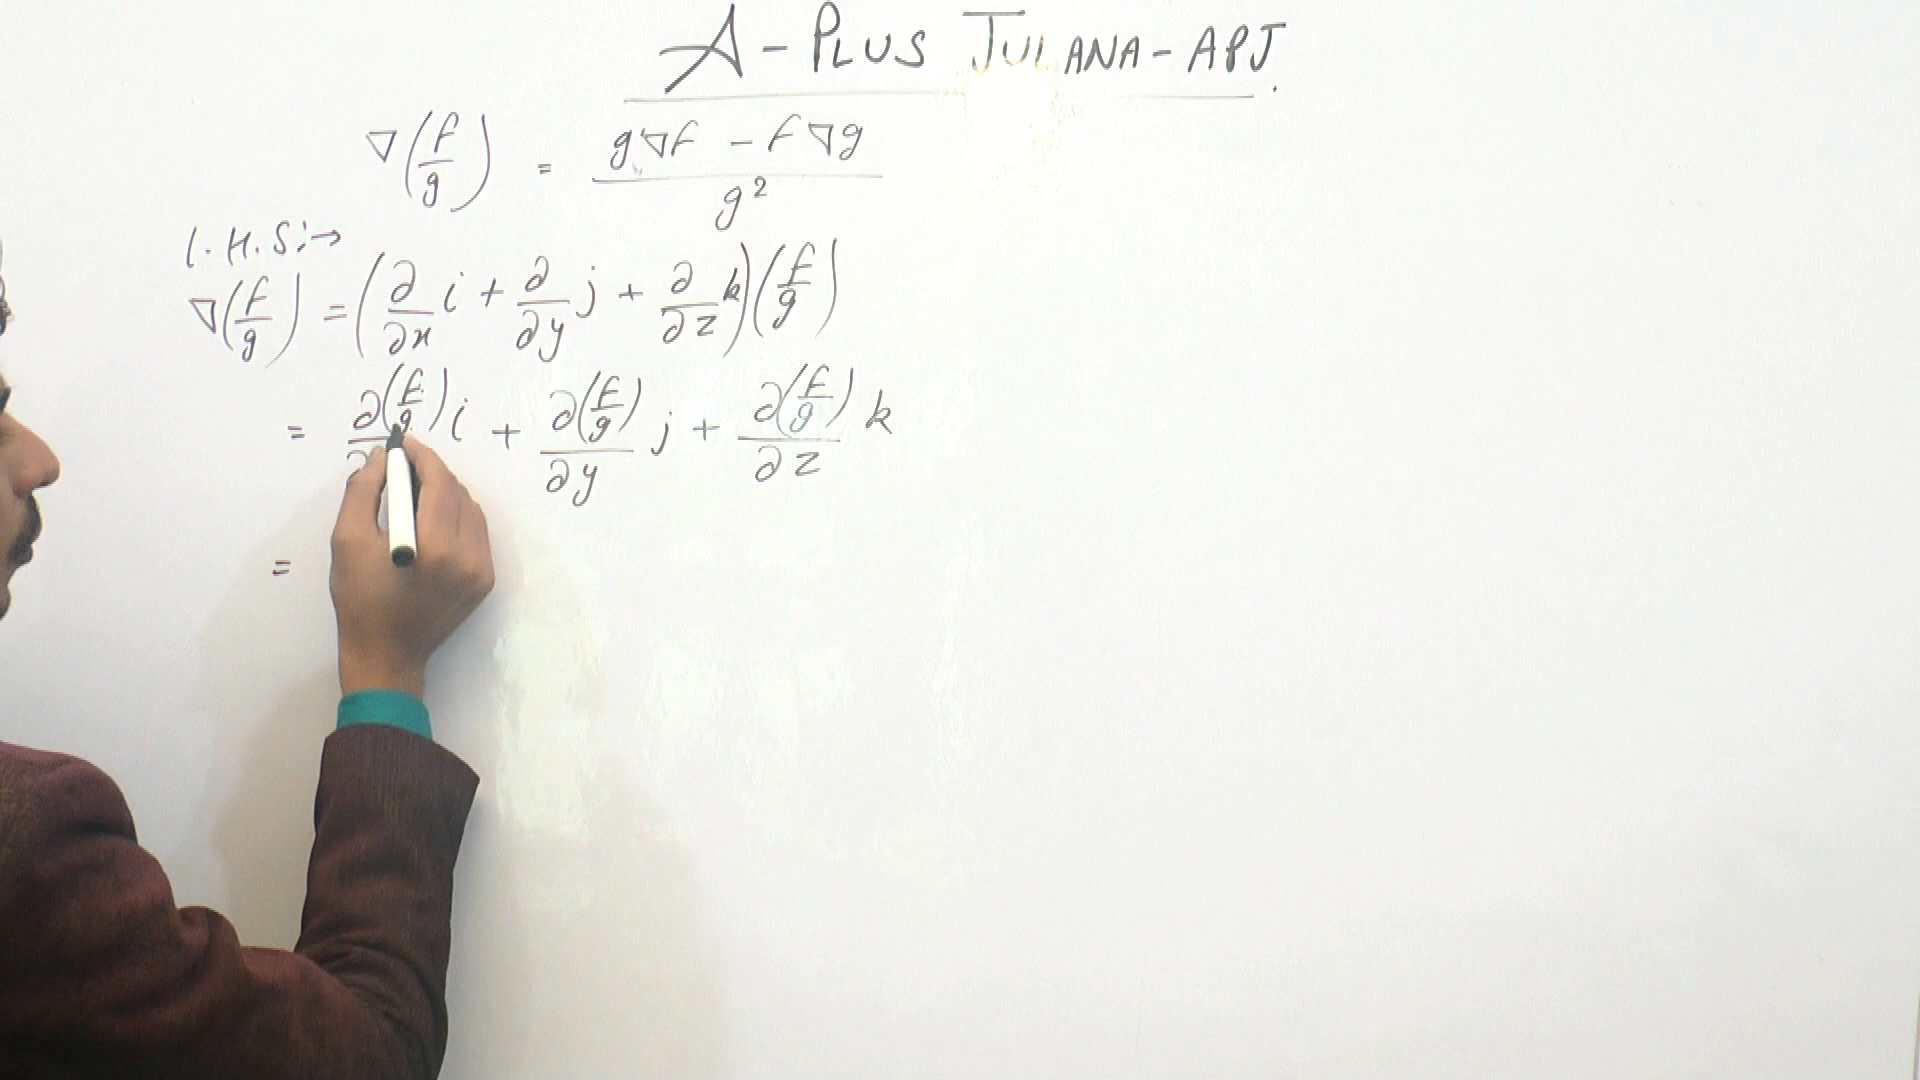 A-PLUS JULANA-APJ.
∇(f/g) = (g∇f - f∇g)/g²
L.H.S:→
∇(f/g) = (∂/∂x i + ∂/∂y j + ∂/∂z k)(f/g)
= ∂(f/g)/∂ i + ∂(f/g)/∂y j + ∂(f/g)/∂z k
=